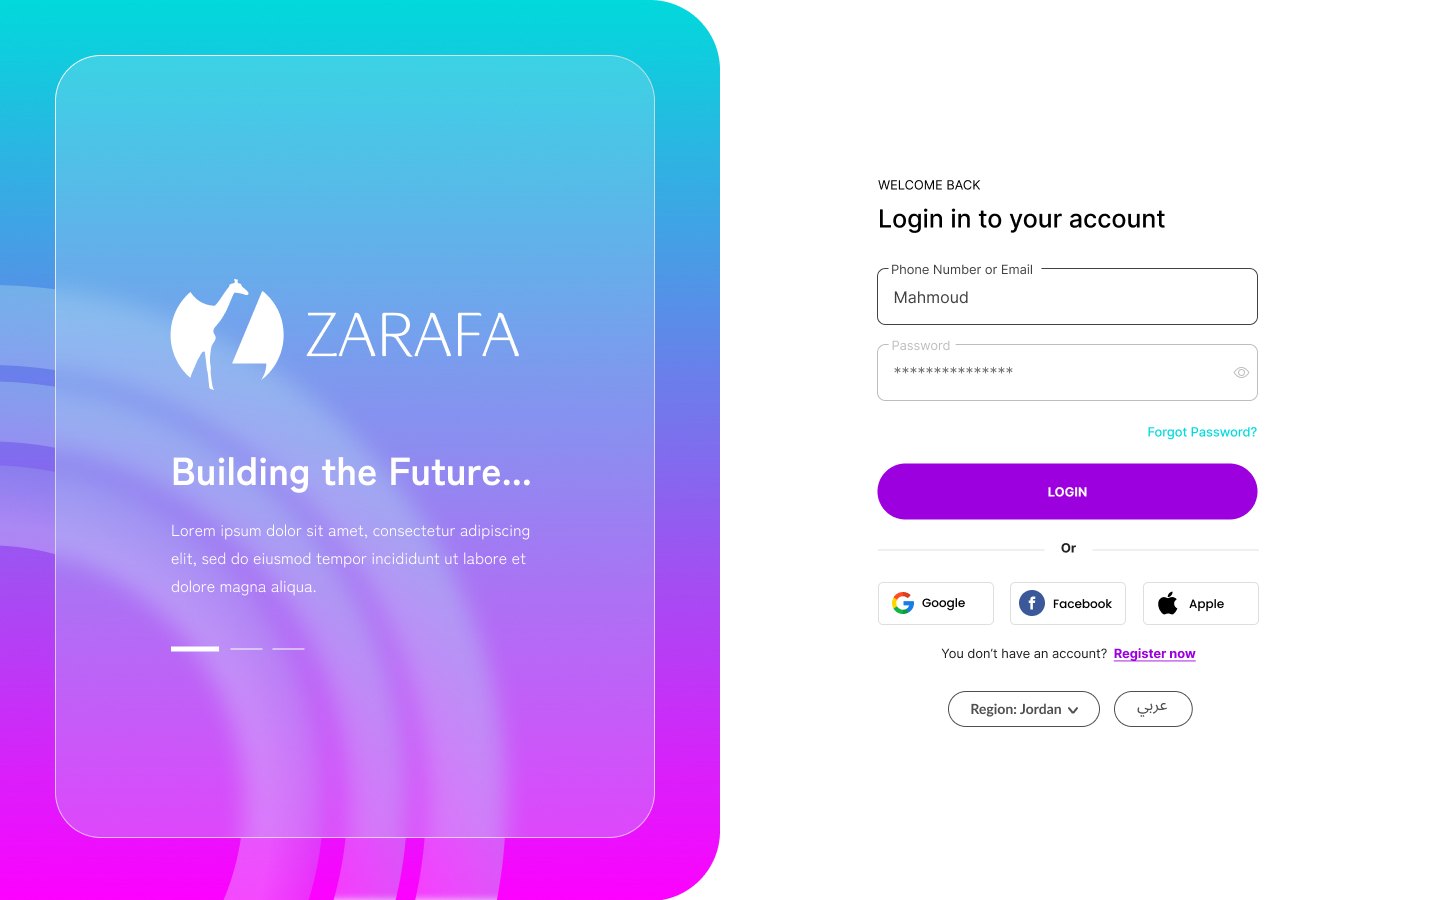 ZARAFA
Building the Future...
Lorem ipsum dolor sit amet, consectetur adipiscing
elit, sed do eiusmod tempor incididunt ut labore et
dolore magna aliqua.
WELCOME BACK
Login in to your account
Phone Number or Email
Mahmoud
Password
***************
Forgot Password?
LOGIN
Or
Google
Facebook
Apple
You don't have an account? Register now
Region: Jordan
عربي